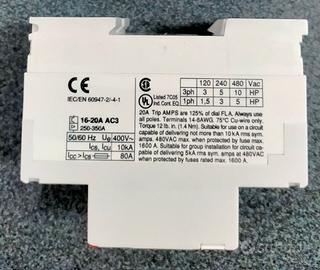 CE
IEC/EN 60947-2/-4-1
16-20A AC3
250-350A
50/60 Hz Ue 400V~
Ics, Icu 10kA
Icc > Ics 80A
UL
LISTED
Listed 7C05
Ind. Cont. EQ.
120 240 480 Vac
3ph 3 5 10 HP
1ph 1,5 3 5 HP
20A Trip AMPS are 125% of dial FLA. Always use
all poles. Terminals 14-8AWG. 75°C Cu-wire only.
Torque 12 lb. in. (1.4 Nm). Suitable for use on a circuit
capable of delivering not more than 10 kA rms sym.
amps, 480VAC max. when protected by fuse max.
1600 A. Suitable for group installation for circuit ca-
pable of delivering 5kA rms sym. amps at 480VAC
when protected by fuses rated max. 1600 A.
subito